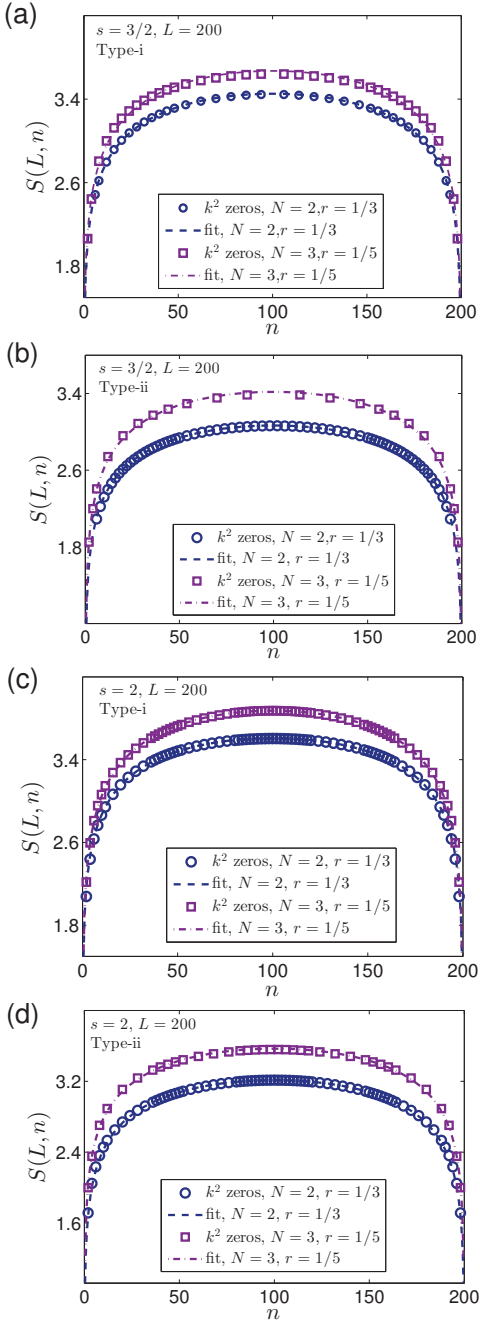 (a)
s = 3/2, L = 200
Type-i
S(L, n)
3.4
2.6
1.8
k² zeros, N = 2,r = 1/3
fit, N = 2,r = 1/3
k² zeros, N = 3,r = 1/5
fit, N = 3,r = 1/5
0 50 100 150 200
n
(b)
s = 3/2, L = 200
Type-ii
S(L, n)
3.4
2.6
1.8
k² zeros, N = 2,r = 1/3
fit, N = 2, r = 1/3
k² zeros, N = 3, r = 1/5
fit, N = 3, r = 1/5
0 50 100 150 200
n
(c)
s = 2, L = 200
Type-i
S(L, n)
3.4
2.6
1.8
k² zeros, N = 2, r = 1/3
fit, N = 2, r = 1/3
k² zeros, N = 3, r = 1/5
fit, N = 3, r = 1/5
0 50 100 150 200
n
(d)
s = 2, L = 200
Type-ii
S(L, n)
3.2
2.4
1.6
k² zeros, N = 2, r = 1/3
fit, N = 2, r = 1/3
k² zeros, N = 3, r = 1/5
fit, N = 3, r = 1/5
0 50 100 150 200
n